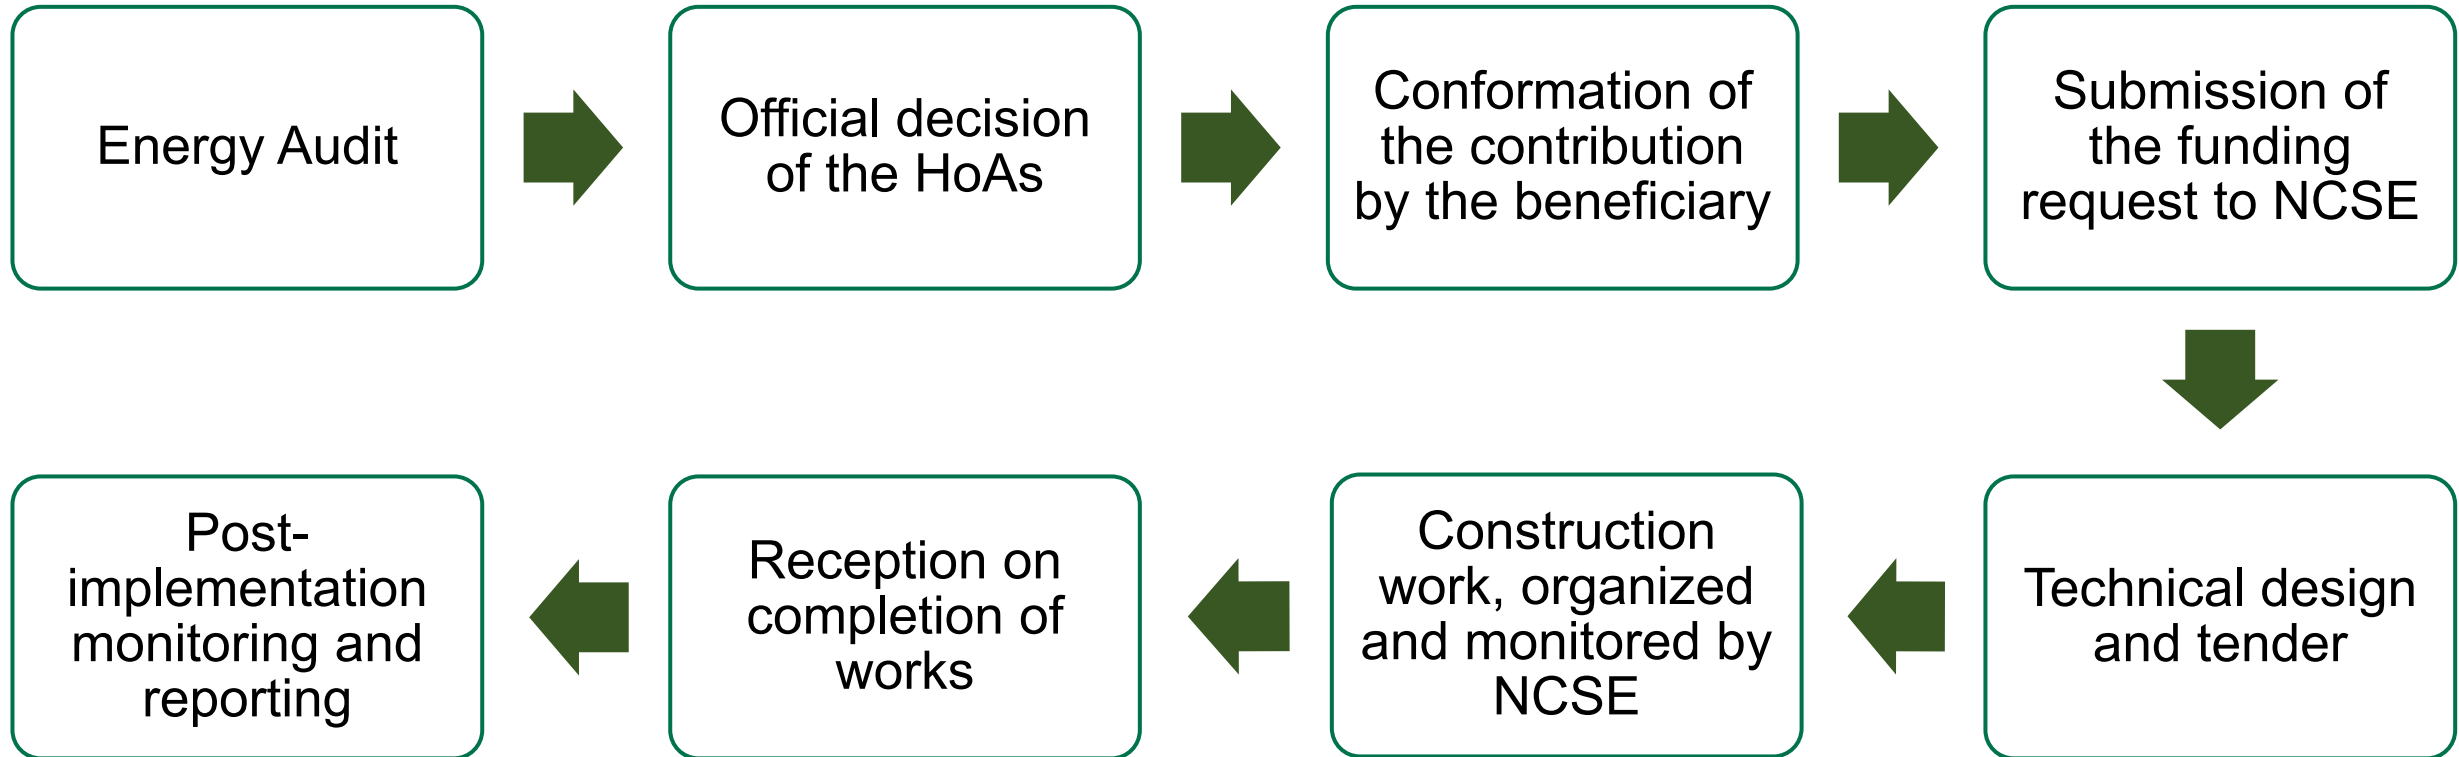 Energy Audit
Official decision
of the HoAs
Conformation of
the contribution
by the beneficiary
Submission of
the funding
request to NCSE
Technical design
and tender
Construction
work, organized
and monitored by
NCSE
Reception on
completion of
works
Post-
implementation
monitoring and
reporting